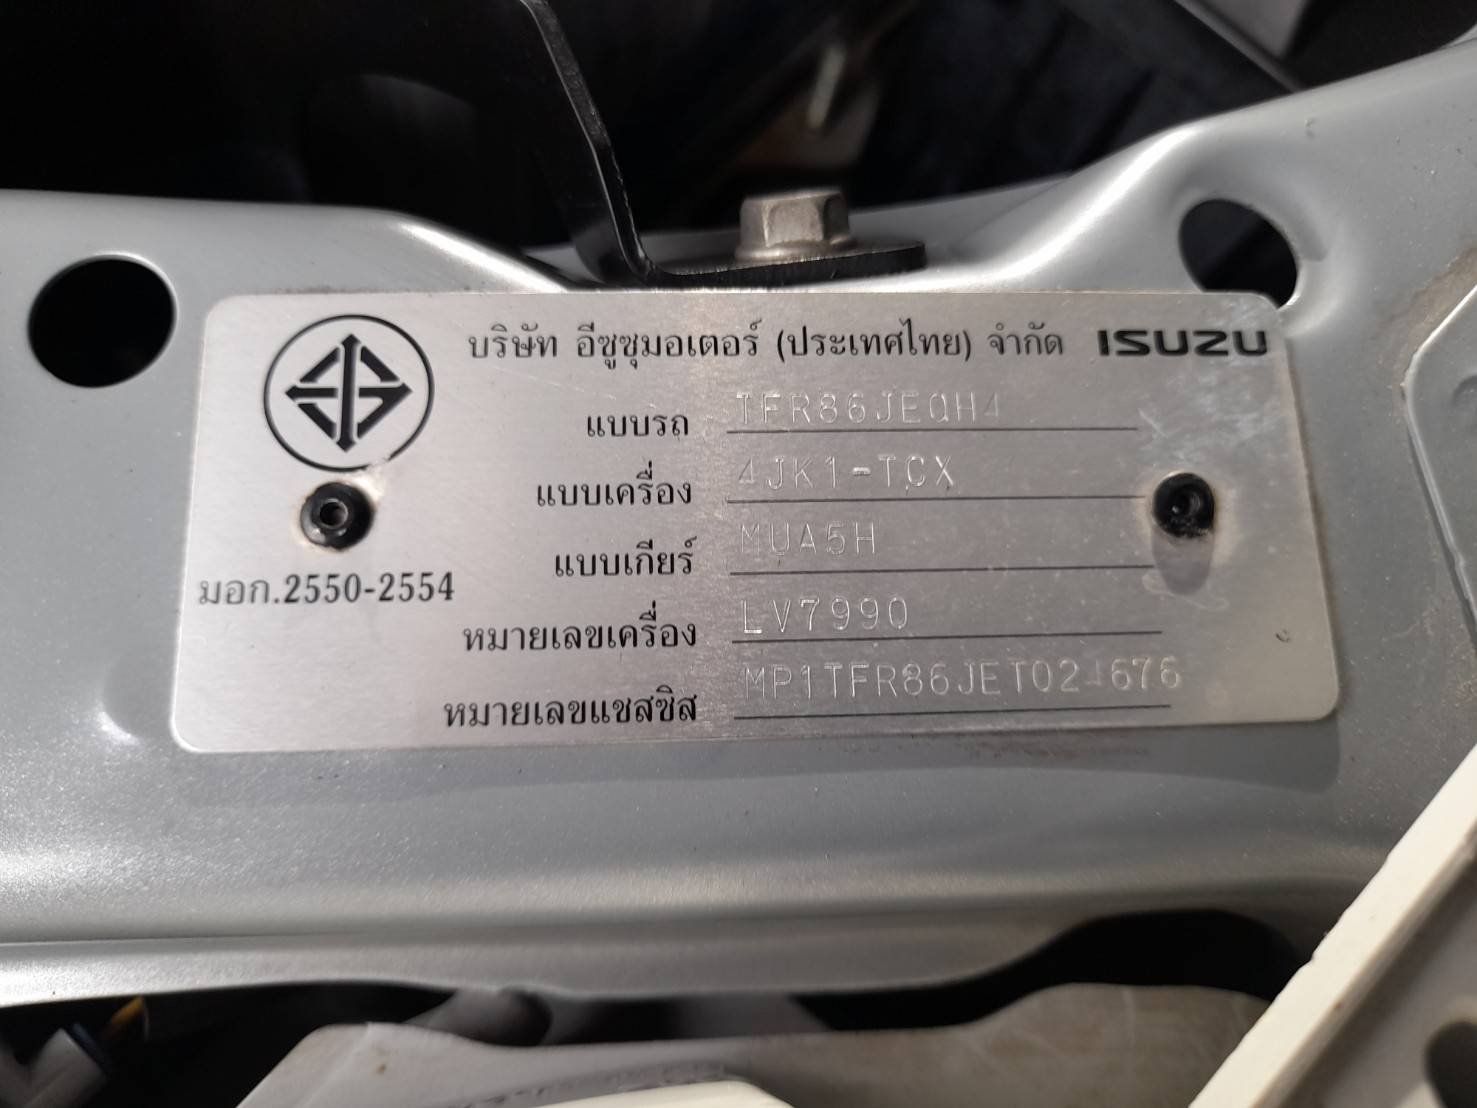 บริษัท อีซูซุมอเตอร์ (ประเทศไทย) จำกัด ISUZU
แบบรถ TFR86JEQH4
แบบเครื่อง 4JK1-TCX
แบบเกียร์ MUA5H
มอก.2550-2554
หมายเลขเครื่อง LV7990
หมายเลขแชสซิส MP1TFR86JET024676